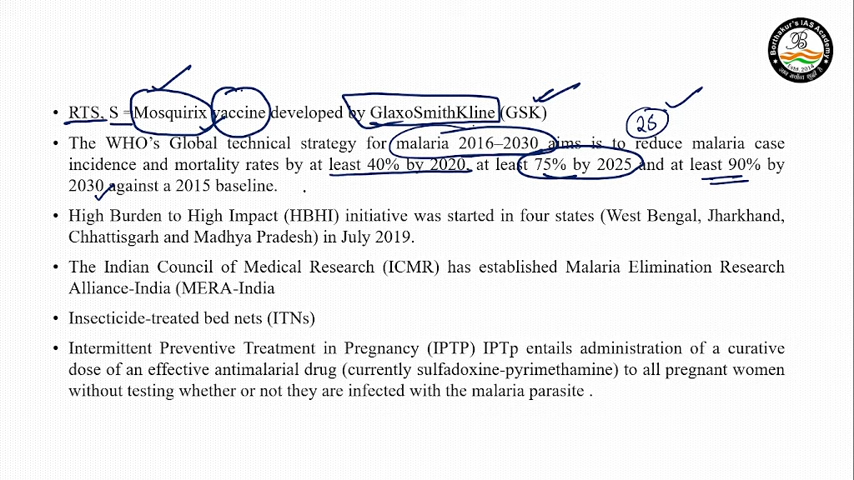 Borthakur's IAS Academy
B
• RTS, S =Mosquirix vaccine developed by GlaxoSmithKline (GSK)
28
• The WHO's Global technical strategy for malaria 2016–2030 aims is to reduce malaria case
incidence and mortality rates by at least 40% by 2020, at least 75% by 2025 and at least 90% by
2030 against a 2015 baseline.
• High Burden to High Impact (HBHI) initiative was started in four states (West Bengal, Jharkhand,
Chhattisgarh and Madhya Pradesh) in July 2019.
• The Indian Council of Medical Research (ICMR) has established Malaria Elimination Research
Alliance-India (MERA-India
• Insecticide-treated bed nets (ITNs)
• Intermittent Preventive Treatment in Pregnancy (IPTP) IPTp entails administration of a curative
dose of an effective antimalarial drug (currently sulfadoxine-pyrimethamine) to all pregnant women
without testing whether or not they are infected with the malaria parasite .